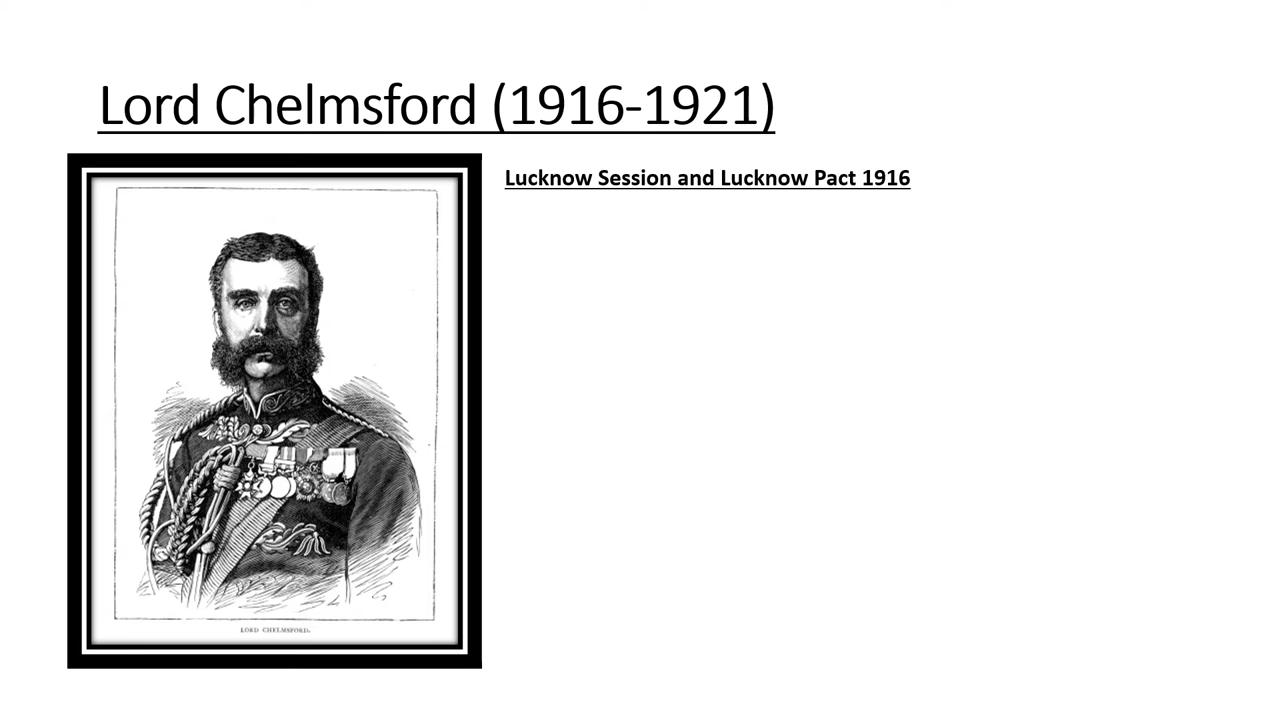 Lord Chelmsford (1916-1921)
Lucknow Session and Lucknow Pact 1916
LORD CHELMSFORD.